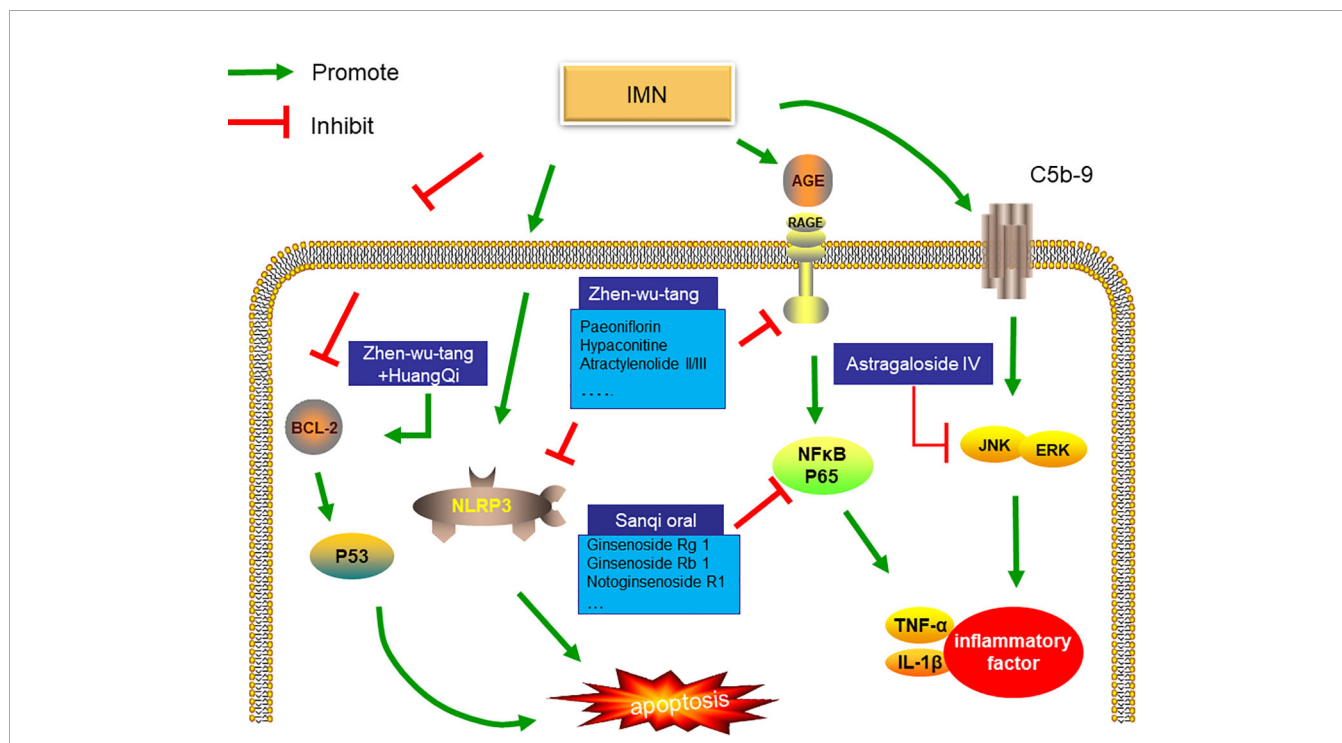 Promote
Inhibit
IMN
C5b-9
AGE
RAGE
Zhen-wu-tang
Paeoniflorin
Hypaconitine
Atractylenolide II/III
.....
Zhen-wu-tang
+HuangQi
Astragaloside IV
BCL-2
NLRP3
NFκB
P65
JNK
ERK
P53
Sanqi oral
Ginsenoside Rg 1
Ginsenoside Rb 1
Notoginsenoside R1
...
TNF-α
IL-1β
inflammatory
factor
apoptosis